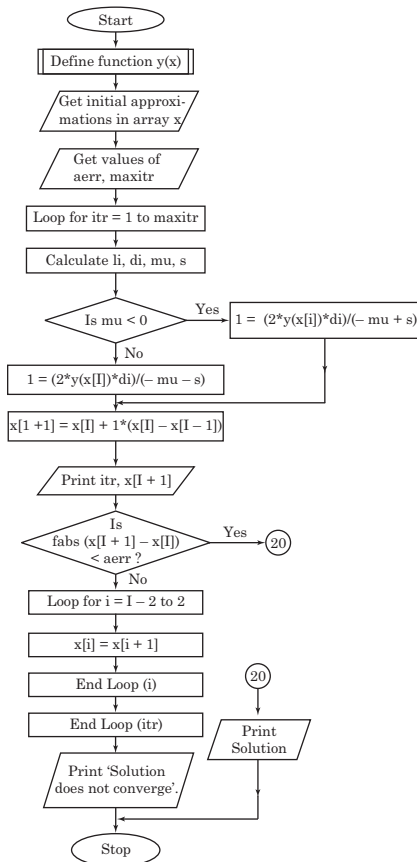 Start
Define function y(x)
Get initial approxi-
mations in array x
Get values of
aerr, maxitr
Loop for itr = 1 to maxitr
Calculate li, di, mu, s
Is mu < 0
Yes
1 = (2*y(x[i])*di)/(– mu + s)
No
1 = (2*y(x[I])*di)/(– mu – s)
x[1 +1] = x[I] + 1*(x[I] – x[I – 1])
Print itr, x[I + 1]
Is
fabs (x[I + 1] – x[I])
< aerr ?
Yes
20
No
Loop for i = I – 2 to 2
x[i] = x[i + 1]
End Loop (i)
20
End Loop (itr)
Print
Solution
Print 'Solution
does not converge'.
Stop